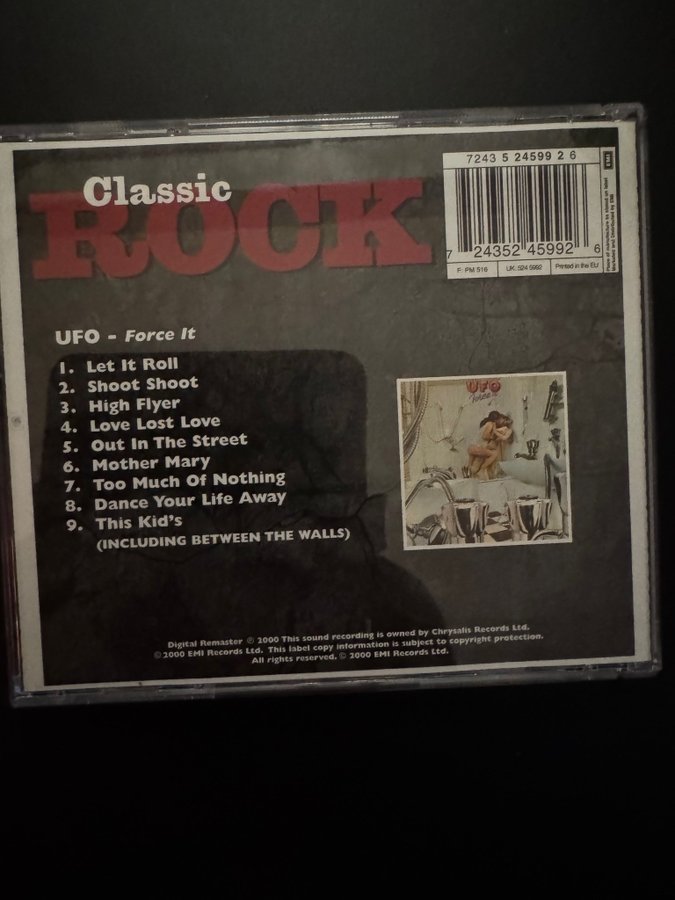 Classic
ROCK
7243 5 24599 2 6
7 24352 45992 6
F: PM 516
UK: 524 5992
Printed in the EU
EMI
UFO - Force It
1. Let It Roll
2. Shoot Shoot
3. High Flyer
4. Love Lost Love
5. Out In The Street
6. Mother Mary
7. Too Much Of Nothing
8. Dance Your Life Away
9. This Kid's
(INCLUDING BETWEEN THE WALLS)
UFO
Force It
Digital Remaster ℗ 2000 This sound recording is owned by Chrysalis Records Ltd.
©2000 EMI Records Ltd. This label copy information is subject to copyright protection.
All rights reserved. © 2000 EMI Records Ltd.